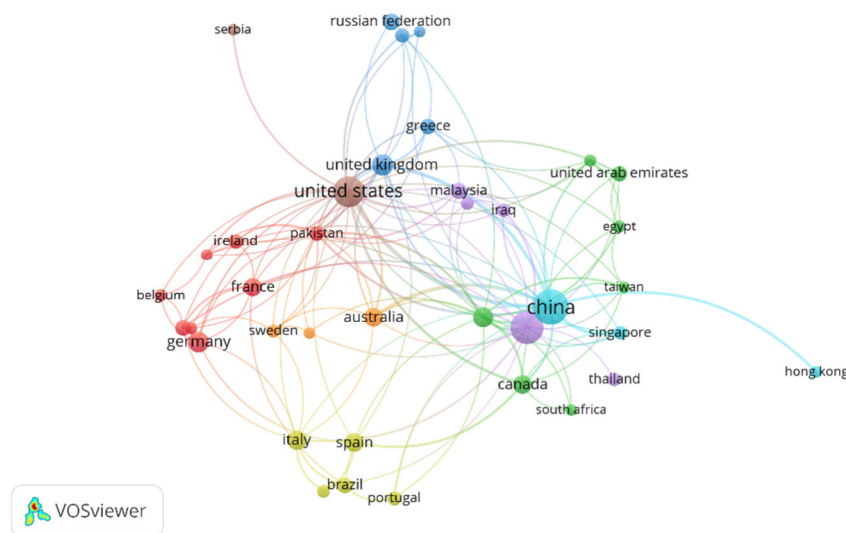 russian federation
serbia
greece
united kingdom
united arab emirates
united states
malaysia
iraq
egypt
pakistan
ireland
taiwan
france
belgium
china
australia
sweden
singapore
germany
hong kong
thailand
canada
south africa
italy
spain
brazil
portugal
VOSviewer